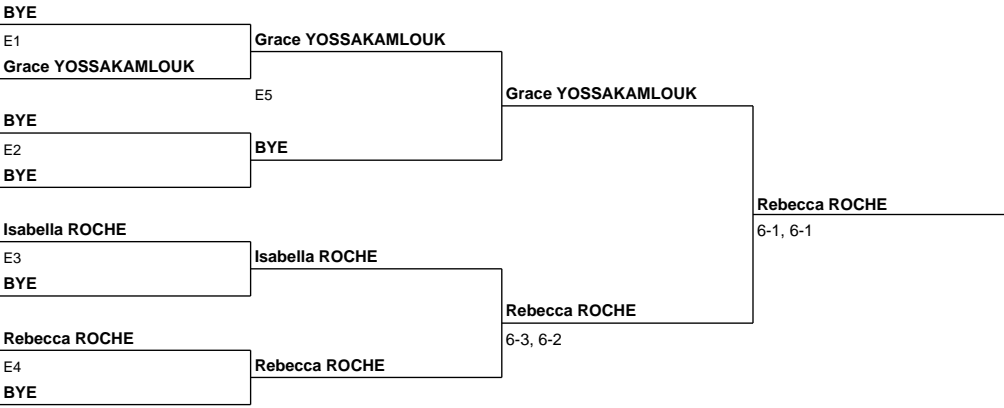 BYE
E1
Grace YOSSAKAMLOUK
BYE
E2
BYE
Isabella ROCHE
E3
BYE
Rebecca ROCHE
E4
BYE
Grace YOSSAKAMLOUK
E5
BYE
Isabella ROCHE
Rebecca ROCHE
Grace YOSSAKAMLOUK
Rebecca ROCHE
6-3, 6-2
Rebecca ROCHE
6-1, 6-1